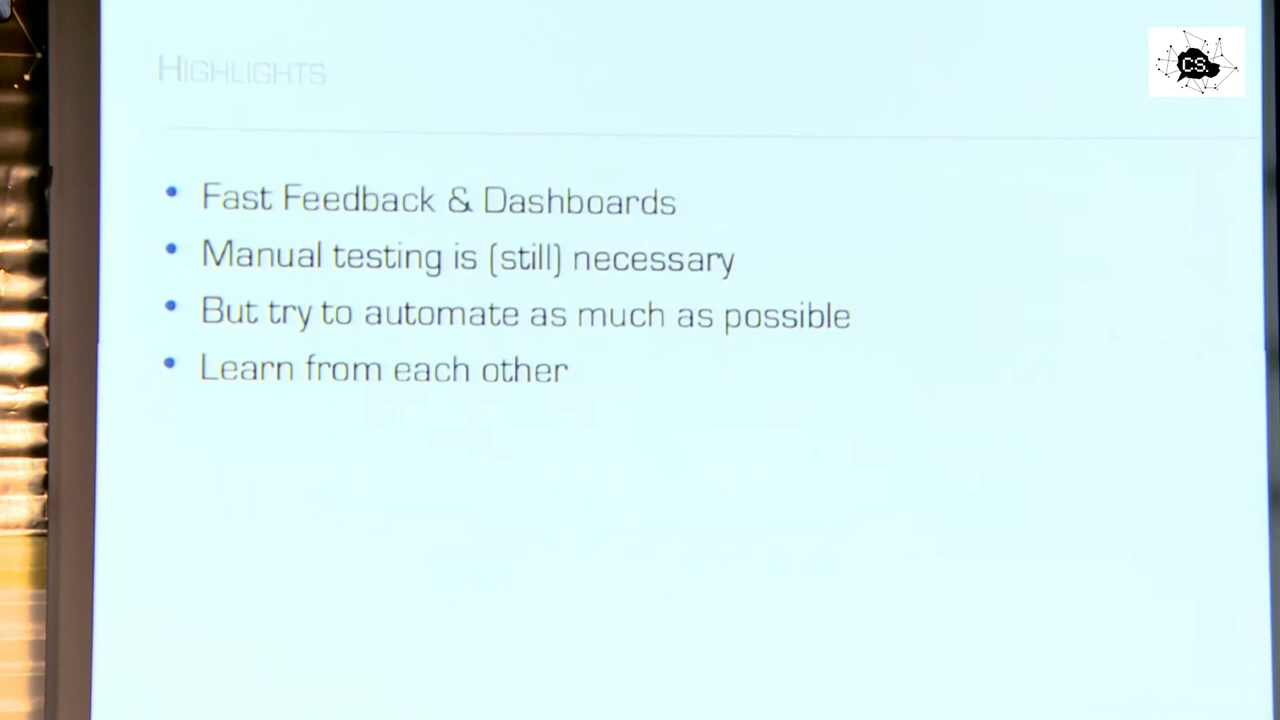 HIGHLIGHTS
CS.
• Fast Feedback & Dashboards
• Manual testing is (still) necessary
• But try to automate as much as possible
• Learn from each other